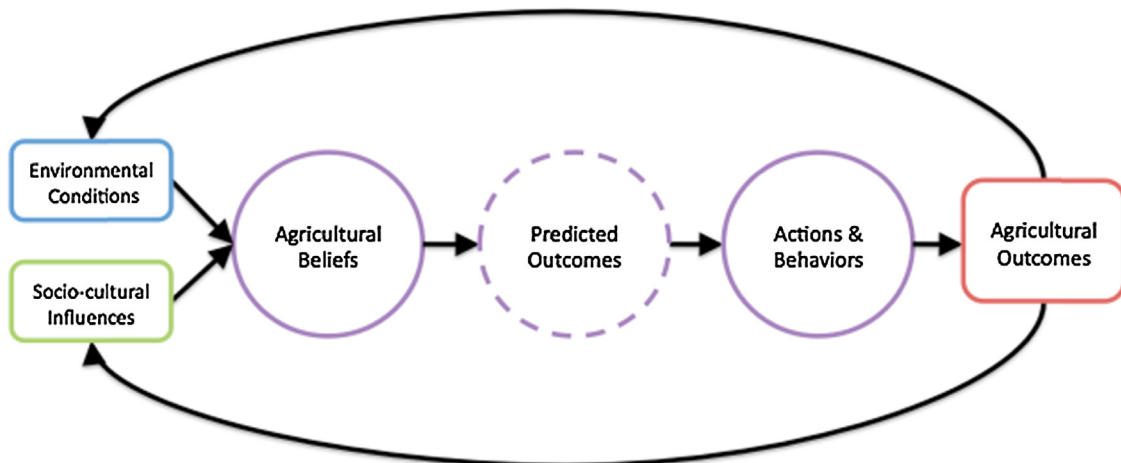 Environmental
Conditions
Socio-cultural
Influences
Agricultural
Beliefs
Predicted
Outcomes
Actions &
Behaviors
Agricultural
Outcomes